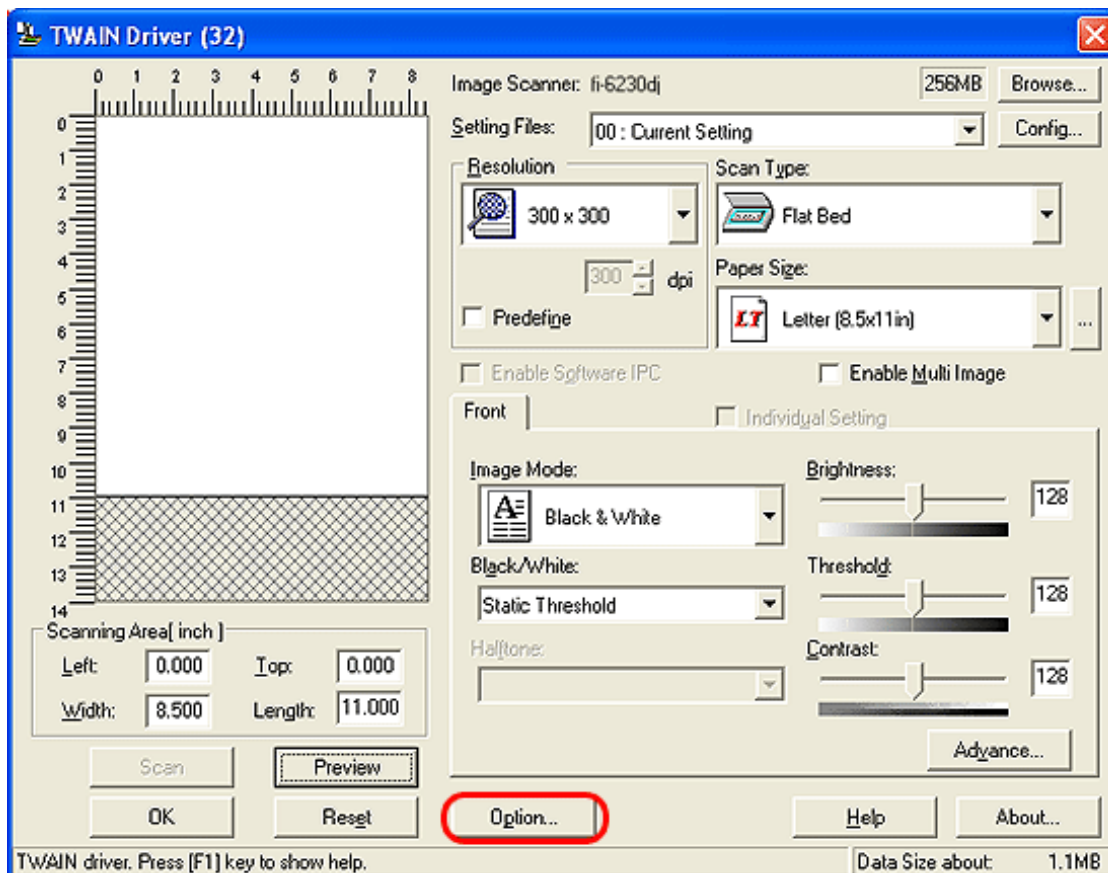 TWAIN Driver (32)
0 1 2 3 4 5 6 7 8
0
1
2
3
4
5
6
7
8
9
10
11
12
13
14
Image Scanner: fi-6230dj 256MB Browse...
Setting Files: 00 : Current Setting Config...
Resolution
300 x 300
300 dpi
Predefine
Scan Type:
Flat Bed
Paper Size:
LT Letter (8.5x11in) ...
Enable Software IPC
Enable Multi Image
Front
Individual Setting
Image Mode:
A Black & White
Black/White:
Static Threshold
Halftone:
Brightness:
128
Threshold:
128
Contrast:
128
Advance...
Scanning Area( inch )
Left: 0.000 Top: 0.000
Width: 8.500 Length: 11.000
Scan Preview
OK Reset Option... Help About...
TWAIN driver. Press [F1] key to show help. Data Size about: 1.1MB